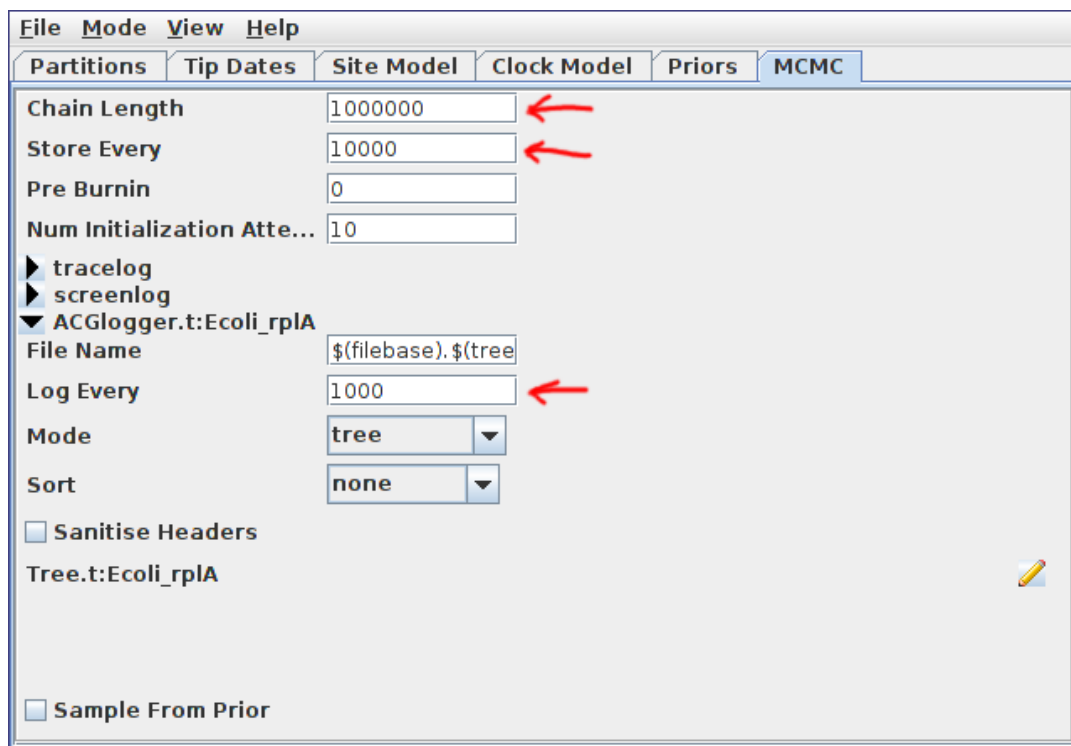 File Mode View Help
Partitions Tip Dates Site Model Clock Model Priors MCMC
Chain Length 1000000
Store Every 10000
Pre Burnin 0
Num Initialization Atte... 10
tracelog
screenlog
ACGlogger.t:Ecoli_rplA
File Name $(filebase).$(tree
Log Every 1000
Mode tree
Sort none
Sanitise Headers
Tree.t:Ecoli_rplA
Sample From Prior